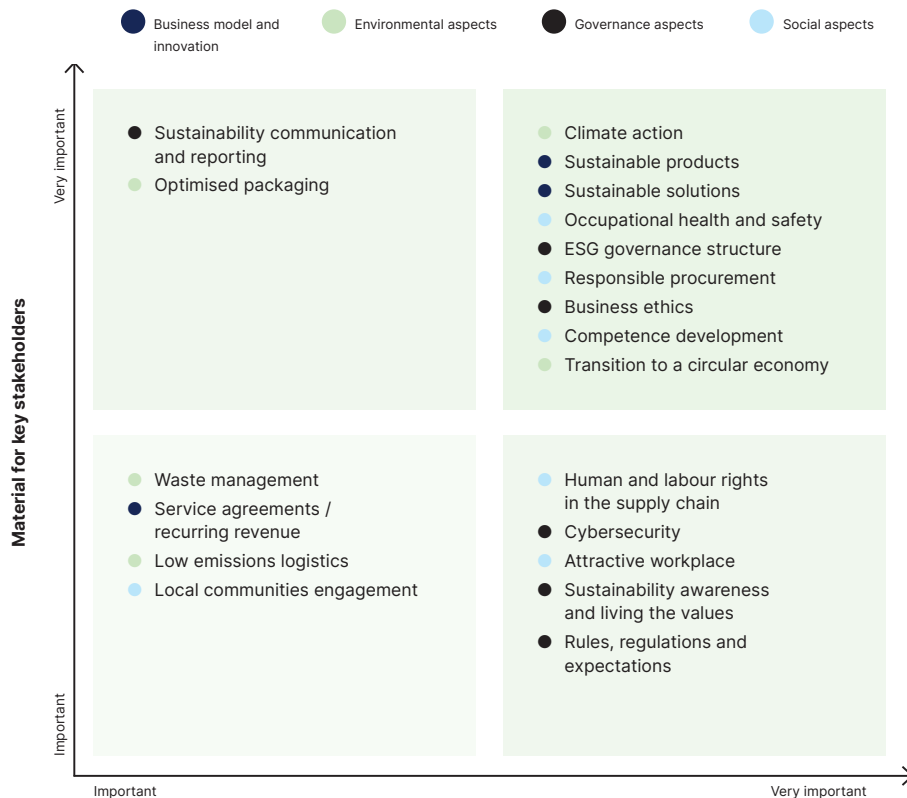 Business model and
innovation
Environmental aspects
Governance aspects
Social aspects
Very important
Material for key stakeholders
Important
Sustainability communication
and reporting
Optimised packaging
Climate action
Sustainable products
Sustainable solutions
Occupational health and safety
ESG governance structure
Responsible procurement
Business ethics
Competence development
Transition to a circular economy
Waste management
Service agreements /
recurring revenue
Low emissions logistics
Local communities engagement
Human and labour rights
in the supply chain
Cybersecurity
Attractive workplace
Sustainability awareness
and living the values
Rules, regulations and
expectations
Important
Very important